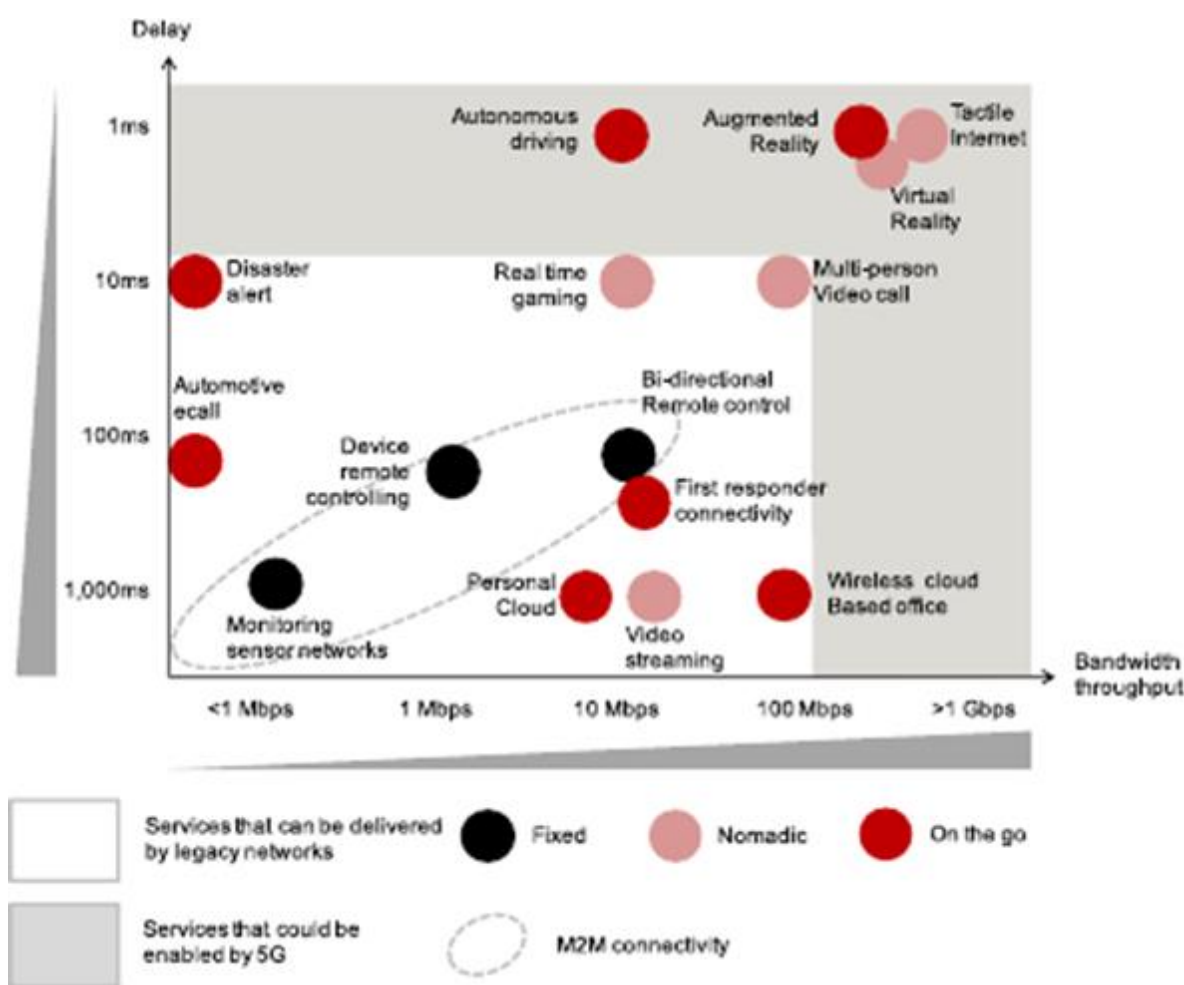 Delay
1ms
Autonomous
driving
Augmented
Reality
Tactile
Internet
Virtual
Reality
10ms
Disaster
alert
Real time
gaming
Multi-person
Video call
Automotive
ecall
Bi-directional
Remote control
100ms
Device
remote
controlling
First responder
connectivity
1,000ms
Personal
Cloud
Wireless cloud
Based office
Monitoring
sensor networks
Video
streaming
Bandwidth
throughput
<1 Mbps
1 Mbps
10 Mbps
100 Mbps
>1 Gbps
Services that can be delivered
by legacy networks
Fixed
Nomadic
On the go
Services that could be
enabled by 5G
M2M connectivity